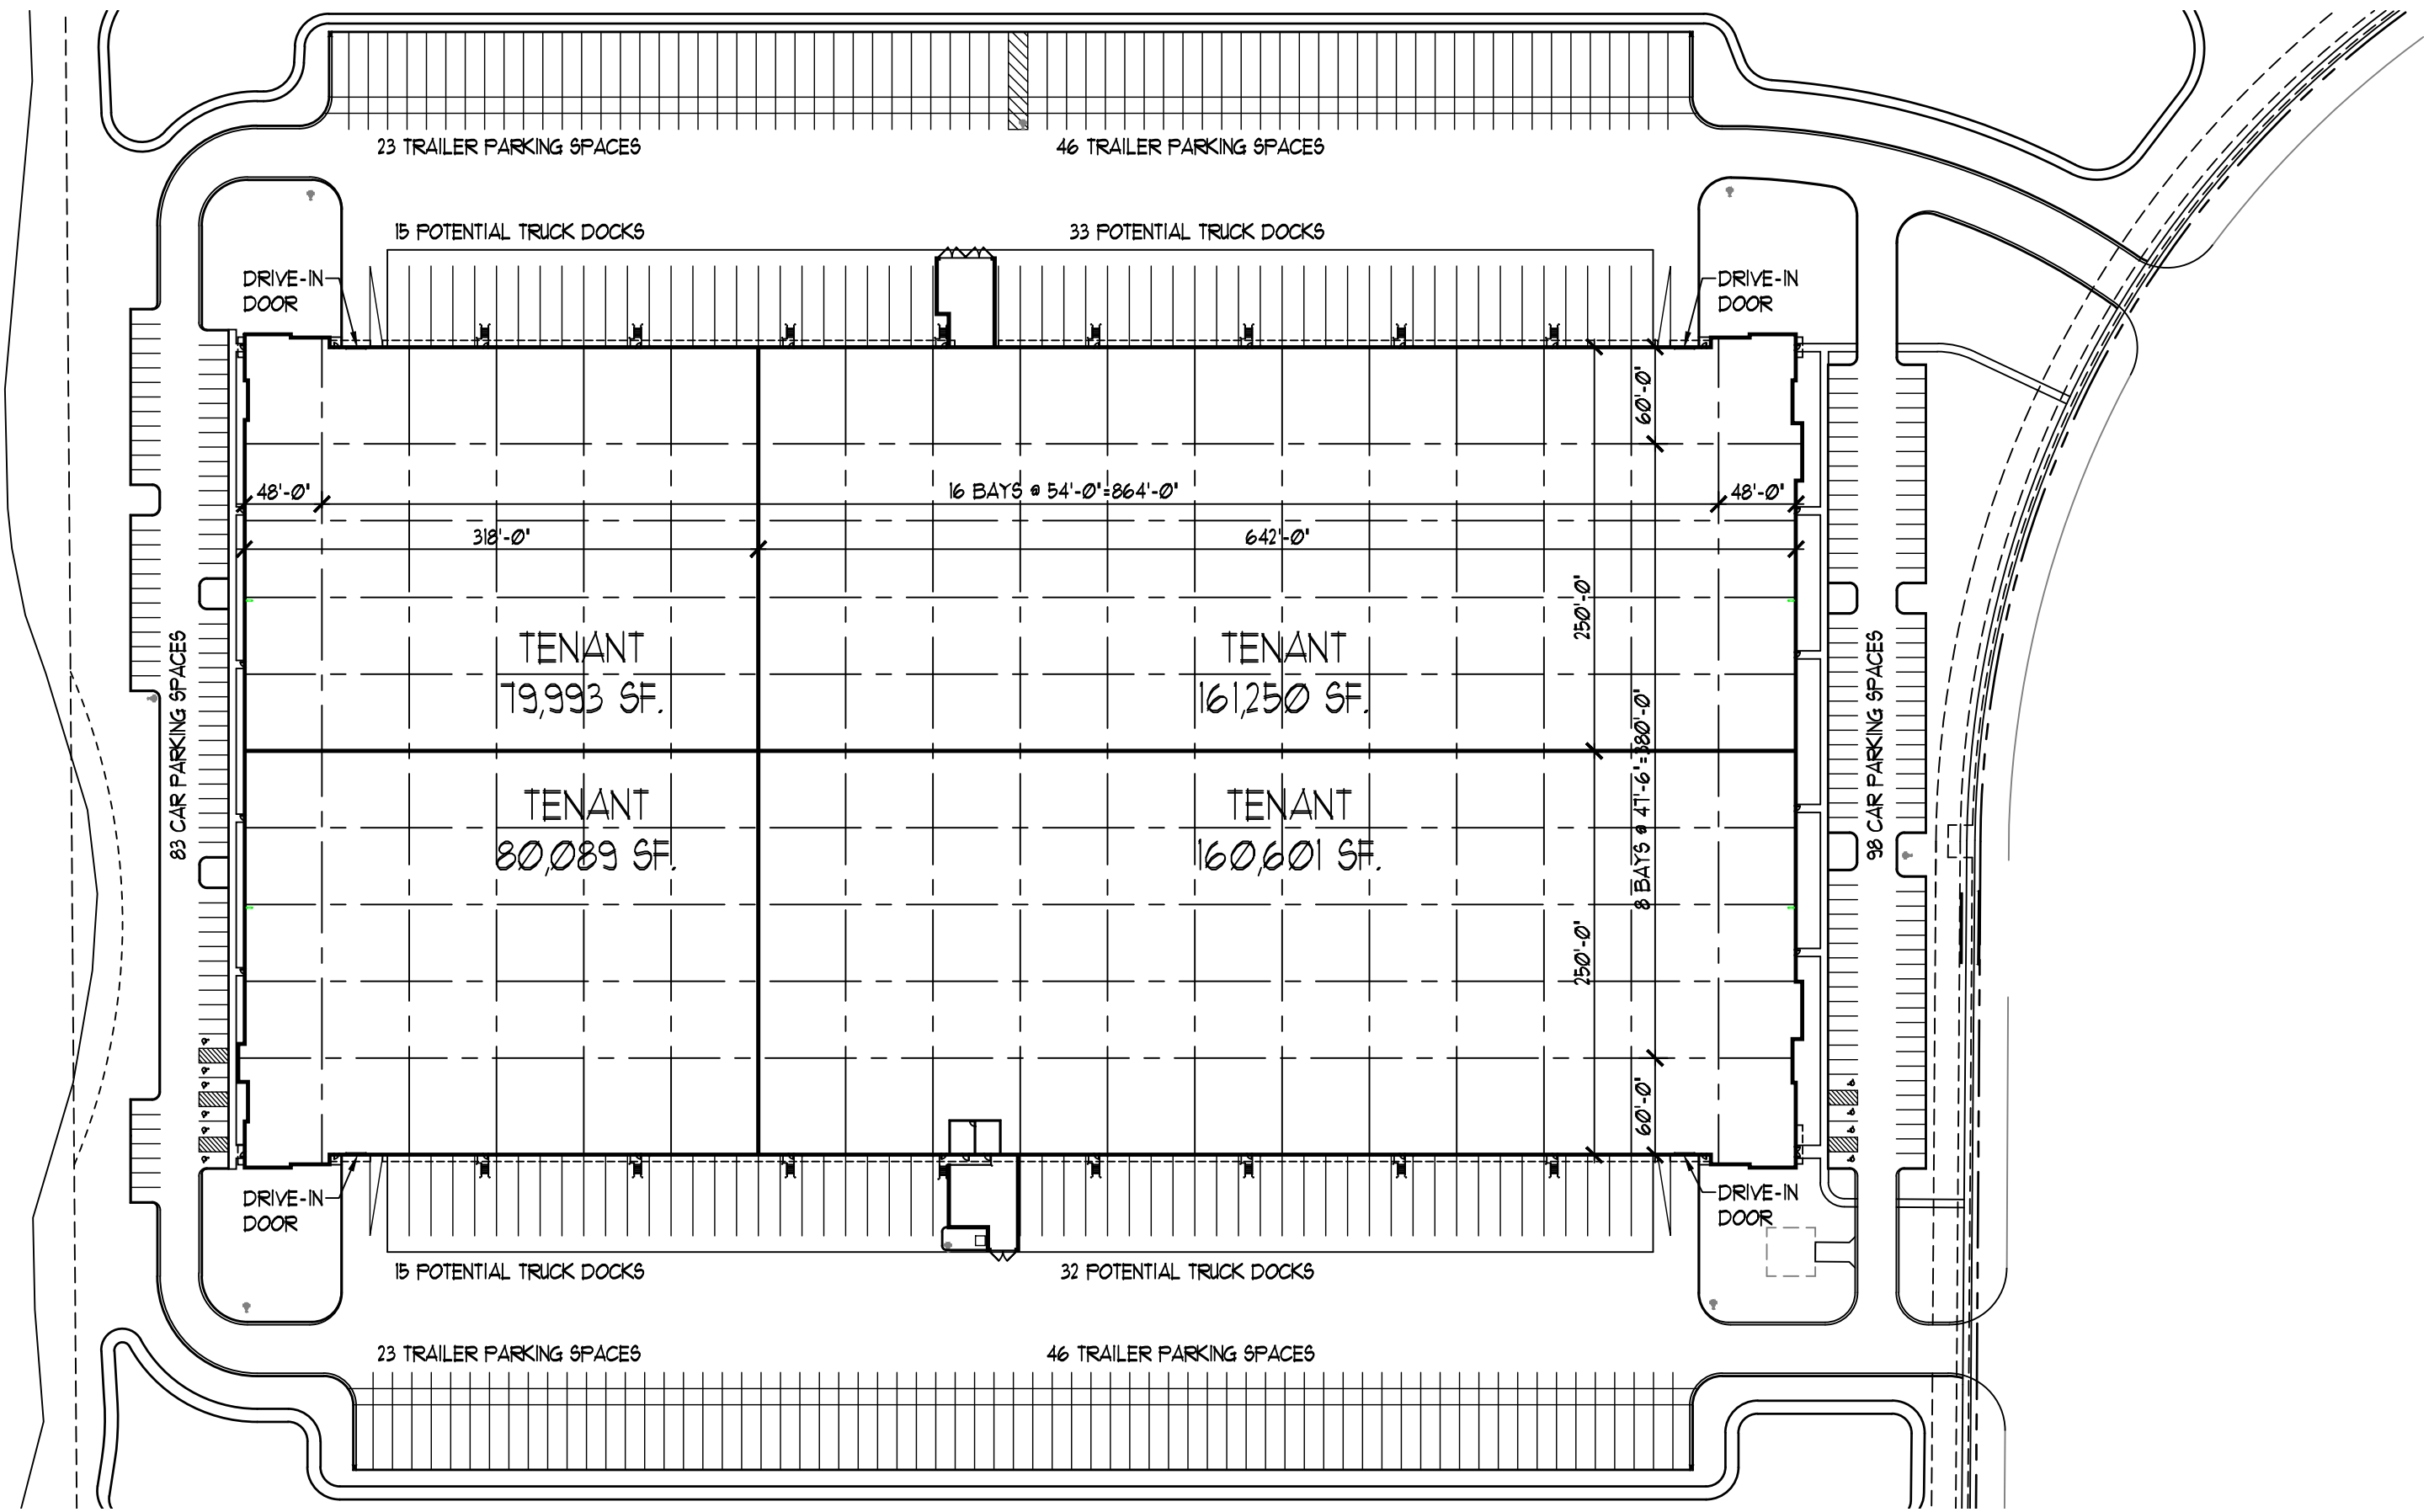 23 TRAILER PARKING SPACES
46 TRAILER PARKING SPACES
15 POTENTIAL TRUCK DOCKS
33 POTENTIAL TRUCK DOCKS
DRIVE-IN
DOOR
DRIVE-IN
DOOR
60'-0"
48'-0"
16 BAYS @ 54'-0"=864'-0"
48'-0"
318'-0"
642'-0"
250'-0"
TENANT
79,993 SF.
TENANT
161,250 SF.
83 CAR PARKING SPACES
98 CAR PARKING SPACES
8 BAYS @ 47'-6"=380'-0"
TENANT
80,089 SF.
TENANT
160,601 SF.
250'-0"
60'-0"
DRIVE-IN
DOOR
DRIVE-IN
DOOR
15 POTENTIAL TRUCK DOCKS
32 POTENTIAL TRUCK DOCKS
23 TRAILER PARKING SPACES
46 TRAILER PARKING SPACES